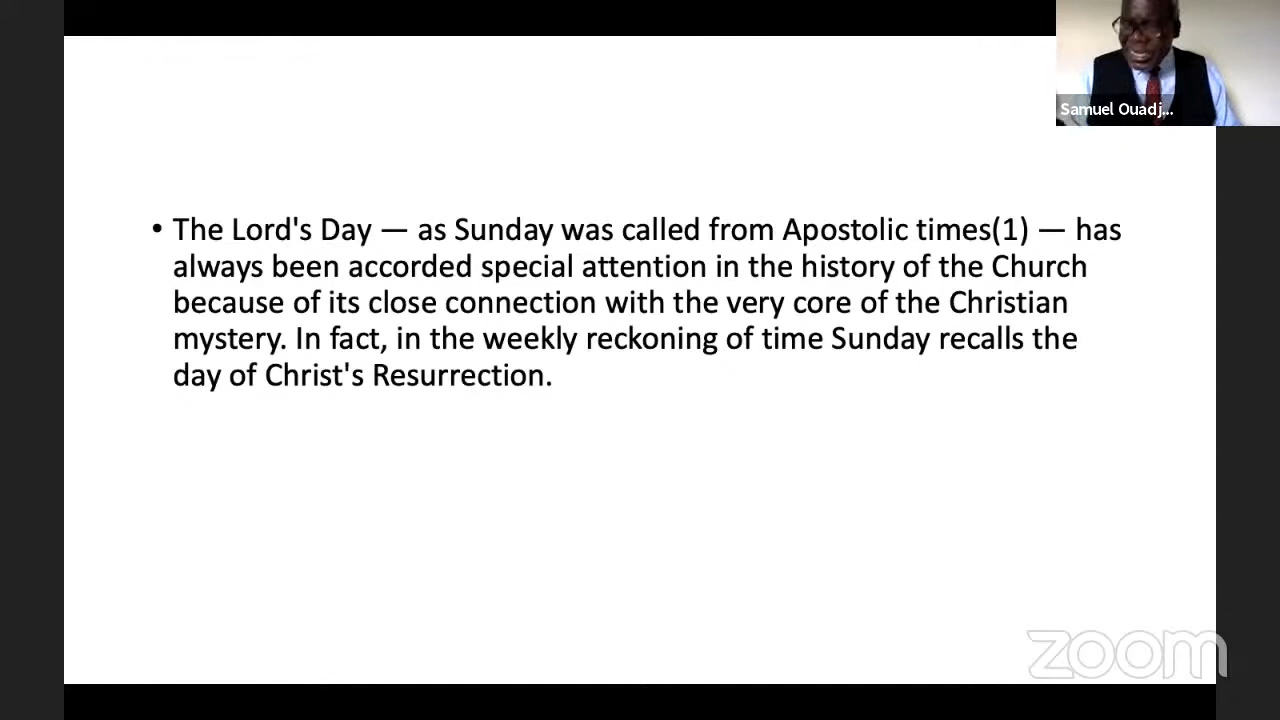 Samuel Ouadj...
• The Lord's Day — as Sunday was called from Apostolic times(1) — has
always been accorded special attention in the history of the Church
because of its close connection with the very core of the Christian
mystery. In fact, in the weekly reckoning of time Sunday recalls the
day of Christ's Resurrection.
zoom